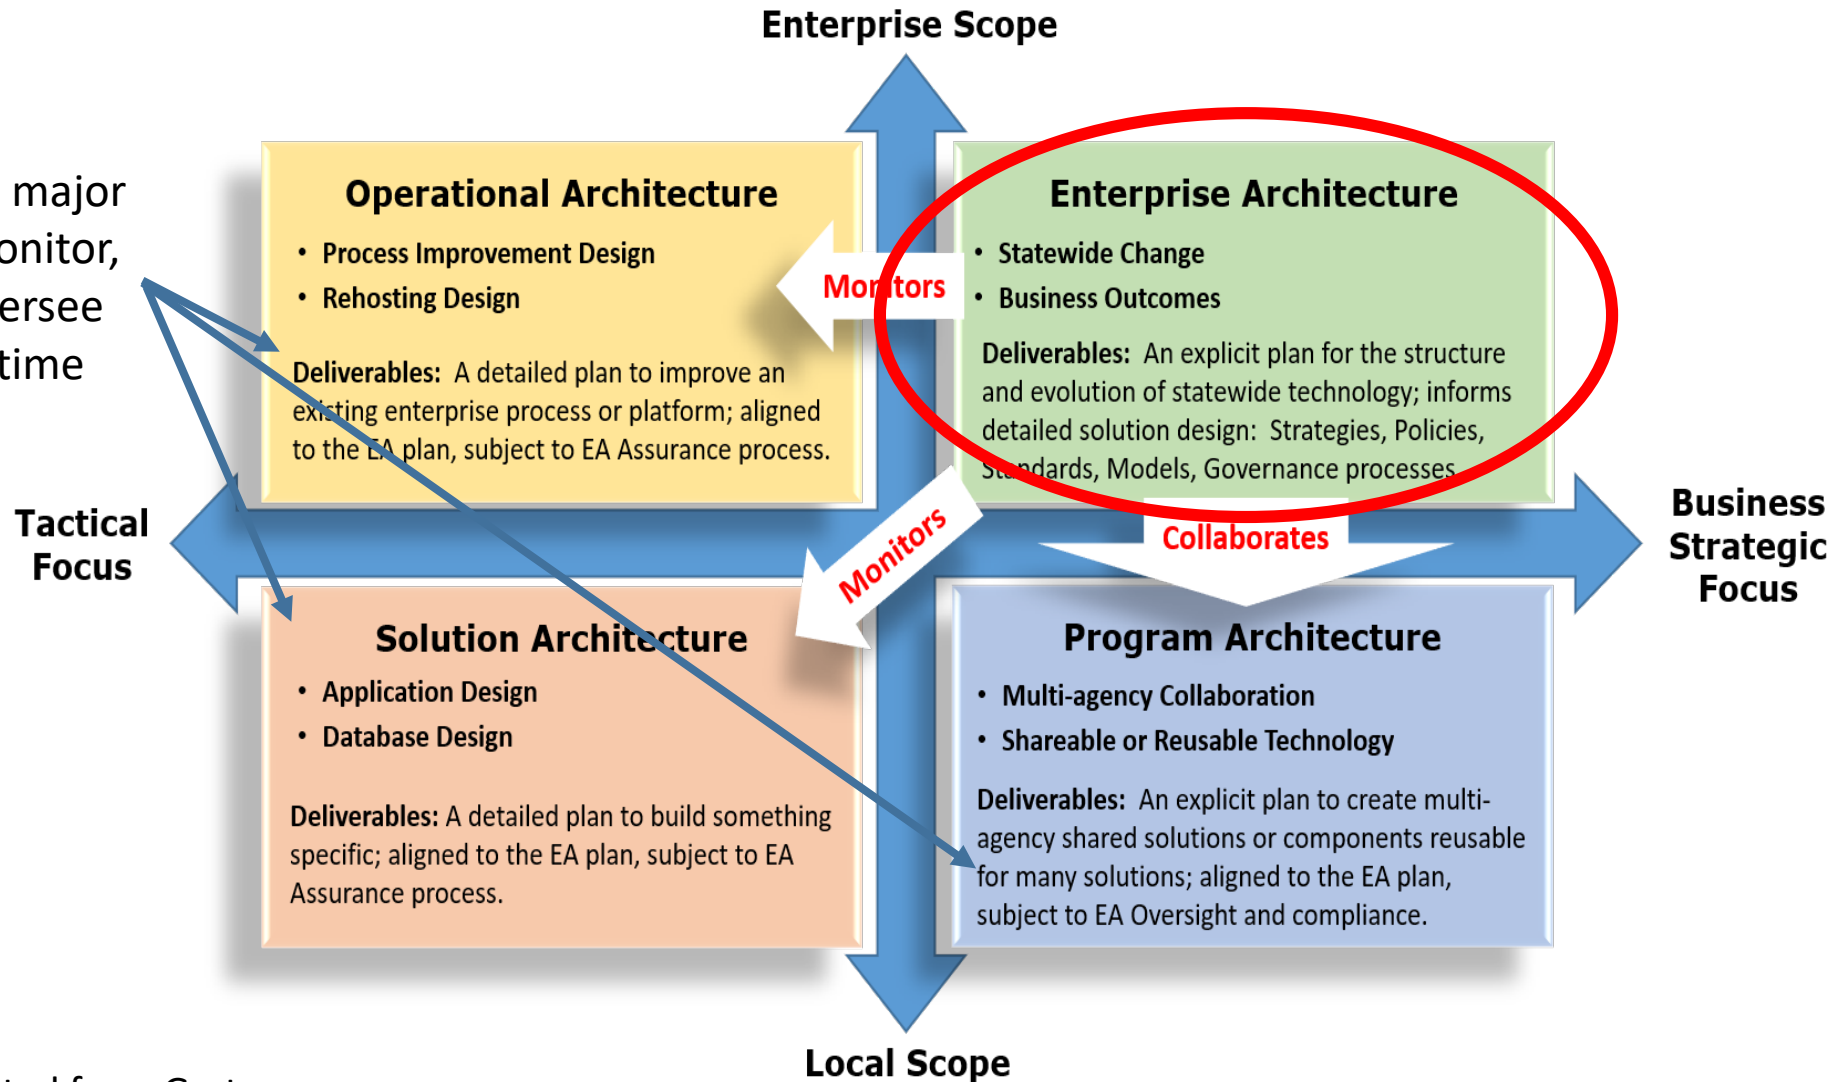 Enterprise Scope
major
onitor,
ersee
time
Operational Architecture
• Process Improvement Design
• Rehosting Design
Deliverables: A detailed plan to improve an
existing enterprise process or platform; aligned
to the EA plan, subject to EA Assurance process.
Monitors
Enterprise Architecture
• Statewide Change
• Business Outcomes
Deliverables: An explicit plan for the structure
and evolution of statewide technology; informs
detailed solution design: Strategies, Policies,
Standards, Models, Governance processes
Tactical
Focus
Monitors
Collaborates
Business
Strategic
Focus
Solution Architecture
• Application Design
• Database Design
Deliverables: A detailed plan to build something
specific; aligned to the EA plan, subject to EA
Assurance process.
Program Architecture
• Multi-agency Collaboration
• Shareable or Reusable Technology
Deliverables: An explicit plan to create multi-
agency shared solutions or components reusable
for many solutions; aligned to the EA plan,
subject to EA Oversight and compliance.
Local Scope